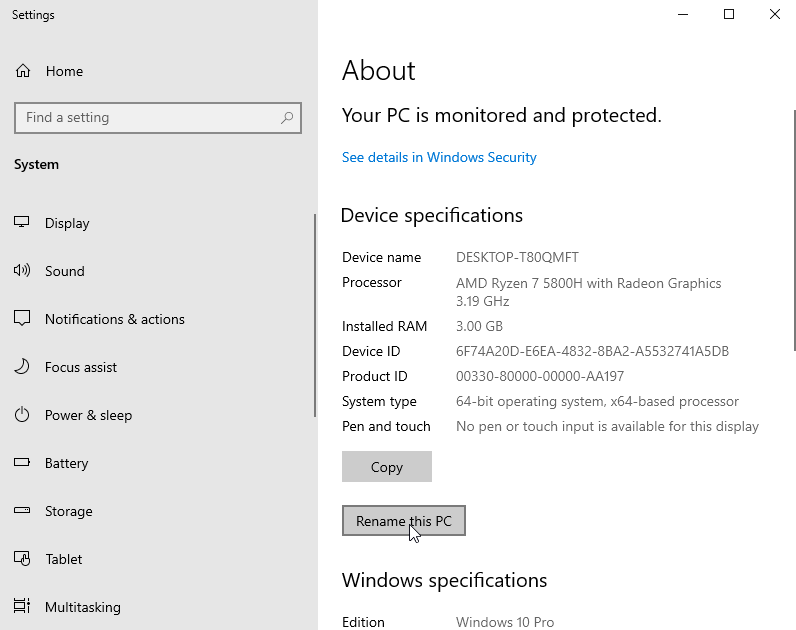 Settings
Home
Find a setting
System
Display
Sound
Notifications & actions
Focus assist
Power & sleep
Battery
Storage
Tablet
Multitasking
About
Your PC is monitored and protected.
See details in Windows Security
Device specifications
Device name DESKTOP-T80QMFT
Processor AMD Ryzen 7 5800H with Radeon Graphics
3.19 GHz
Installed RAM 3.00 GB
Device ID 6F74A20D-E6EA-4832-8BA2-A5532741A5DB
Product ID 00330-80000-00000-AA197
System type 64-bit operating system, x64-based processor
Pen and touch No pen or touch input is available for this display
Copy
Rename this PC
Windows specifications
Edition Windows 10 Pro